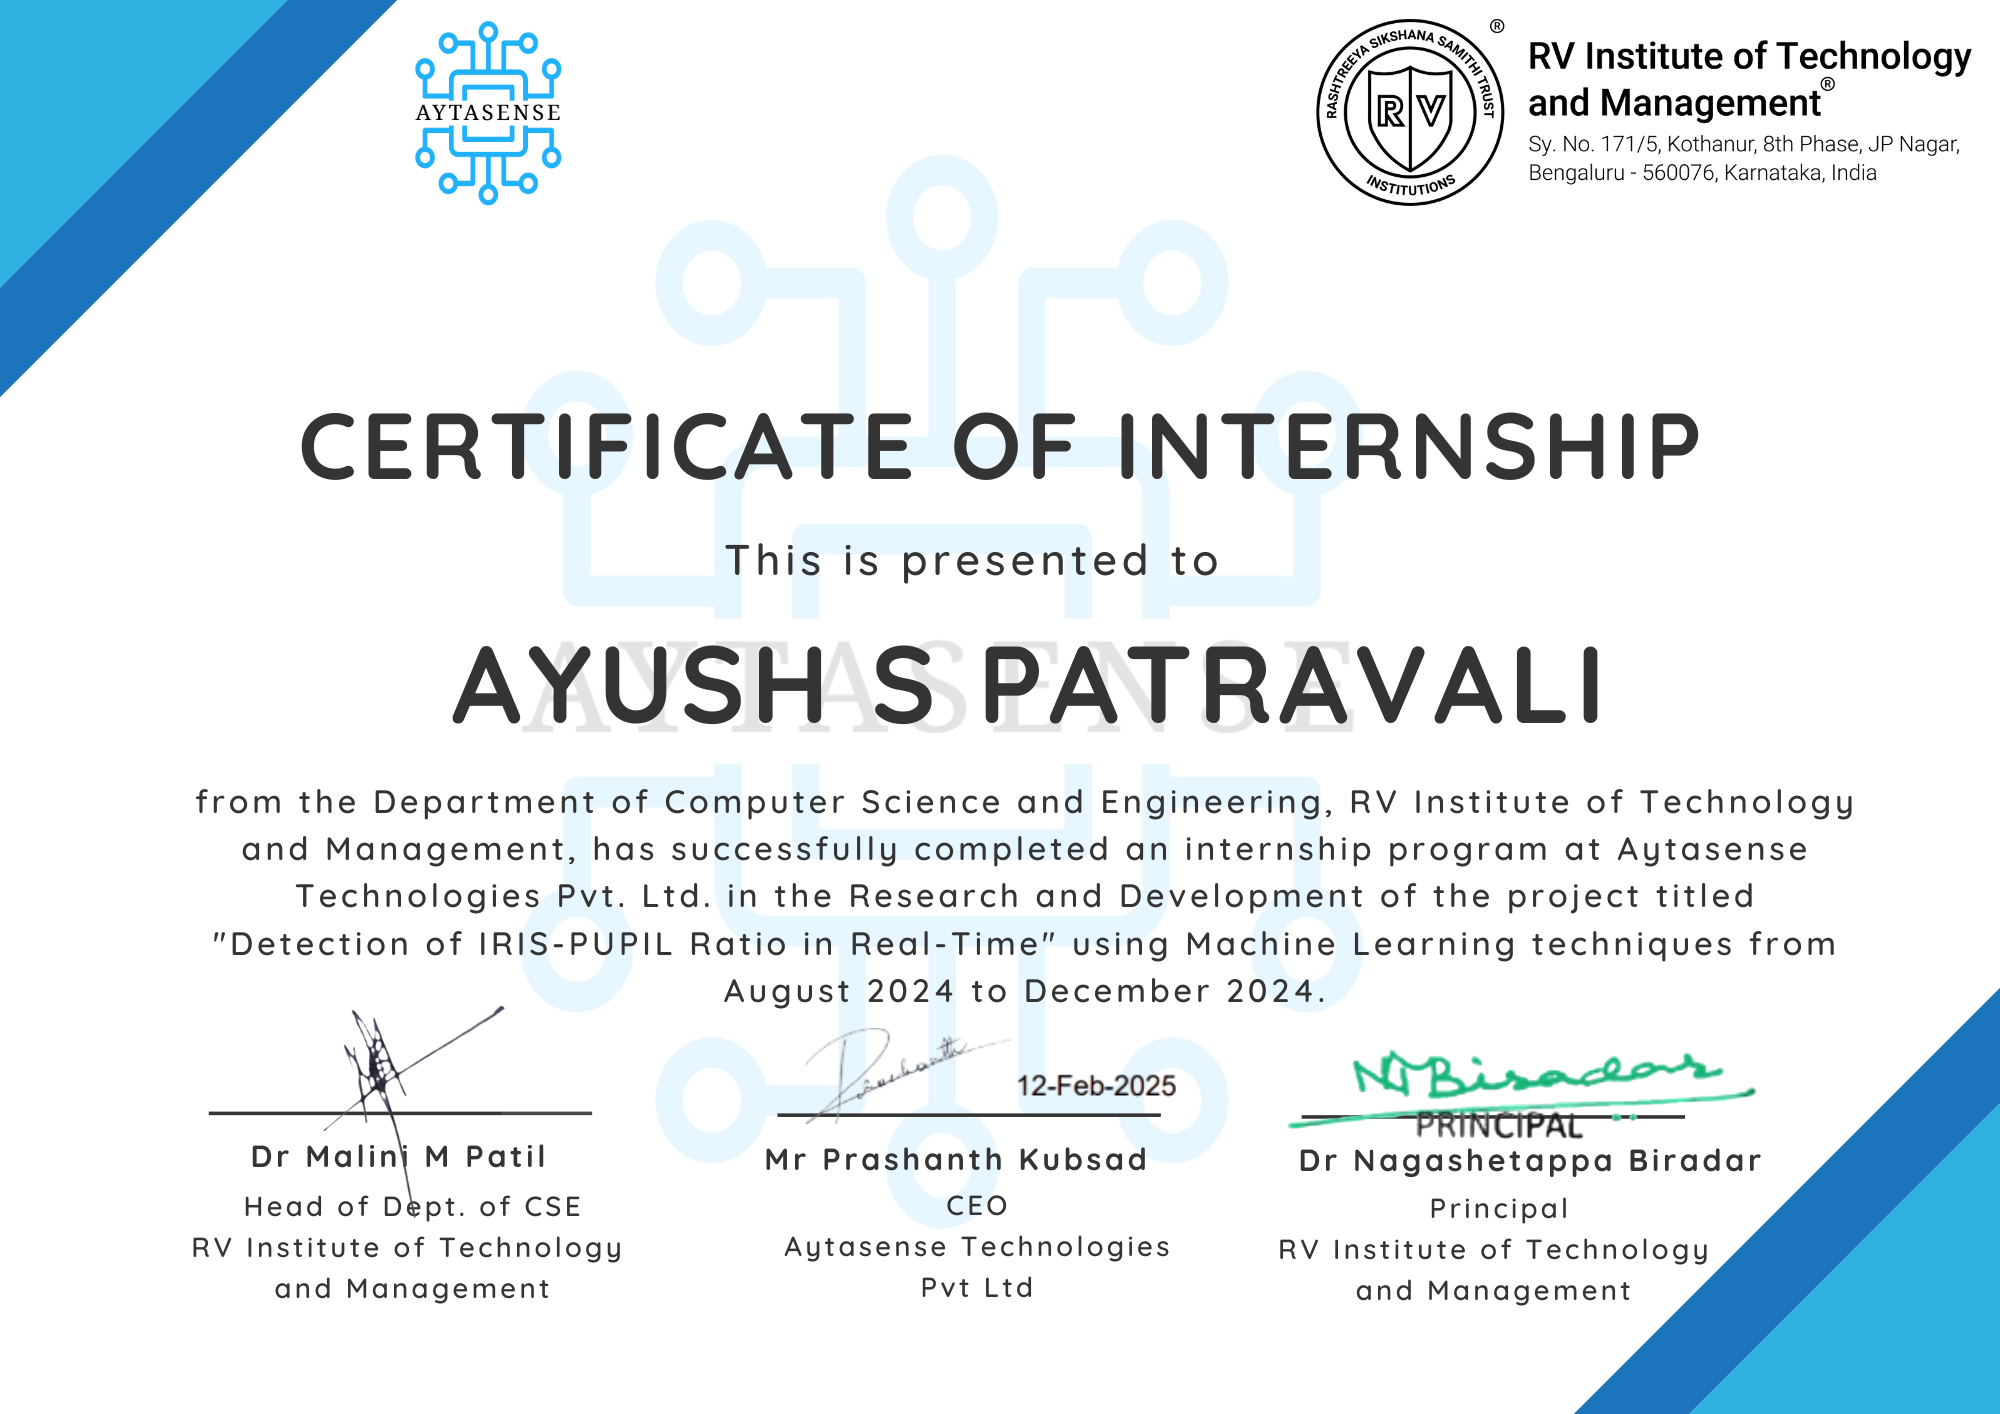 AYTASENSE
RASHTREEYA SIKSHANA SAMITHI TRUST
RV
INSTITUTIONS
®
RV Institute of Technology
and Management®
Sy. No. 171/5, Kothanur, 8th Phase, JP Nagar,
Bengaluru - 560076, Karnataka, India
CERTIFICATE OF INTERNSHIP
This is presented to
AYTASENSE
AYUSH S PATRAVALI
from the Department of Computer Science and Engineering, RV Institute of Technology
and Management, has successfully completed an internship program at Aytasense
Technologies Pvt. Ltd. in the Research and Development of the project titled
"Detection of IRIS-PUPIL Ratio in Real-Time" using Machine Learning techniques from
August 2024 to December 2024.
Dr Malini M Patil
Head of Dept. of CSE
RV Institute of Technology
and Management
Prashanth
12-Feb-2025
Mr Prashanth Kubsad
CEO
Aytasense Technologies
Pvt Ltd
PRINCIPAL
Dr Nagashetappa Biradar
Principal
RV Institute of Technology
and Management